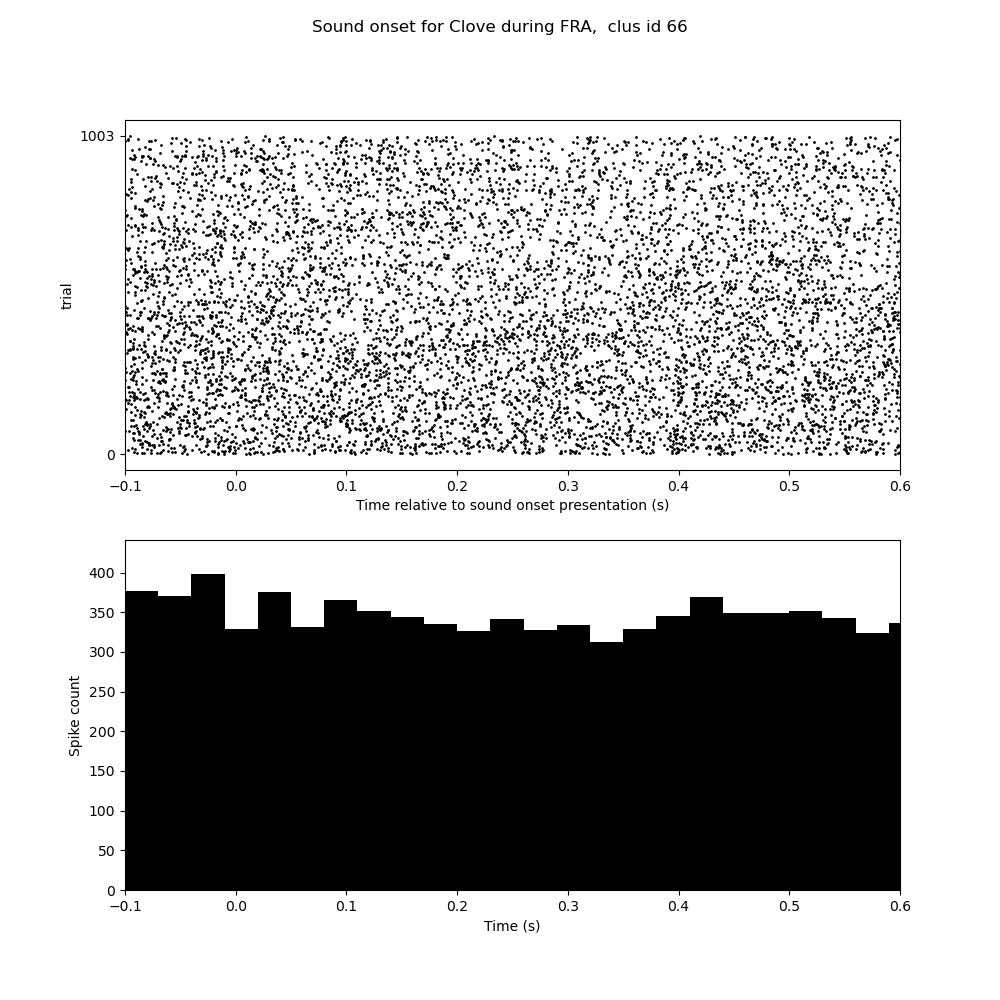 Sound onset for Clove during FRA,  clus id 66
1003
trial
0
−0.1 0.0 0.1 0.2 0.3 0.4 0.5 0.6
Time relative to sound onset presentation (s)
400
350
300
250
Spike count
200
150
100
50
0
−0.1 0.0 0.1 0.2 0.3 0.4 0.5 0.6
Time (s)